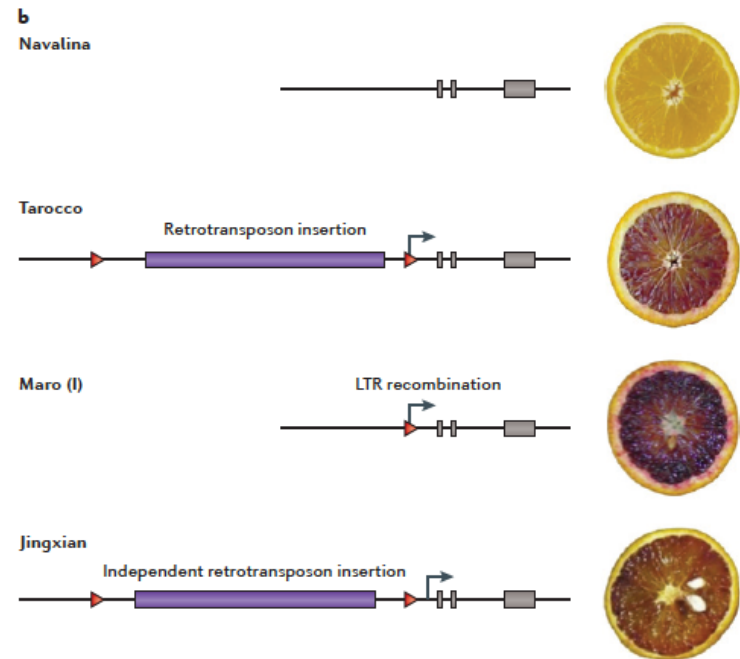 b
Navalina
Tarocco
Retrotransposon insertion
Maro (I)
LTR recombination
Jingxian
Independent retrotransposon insertion